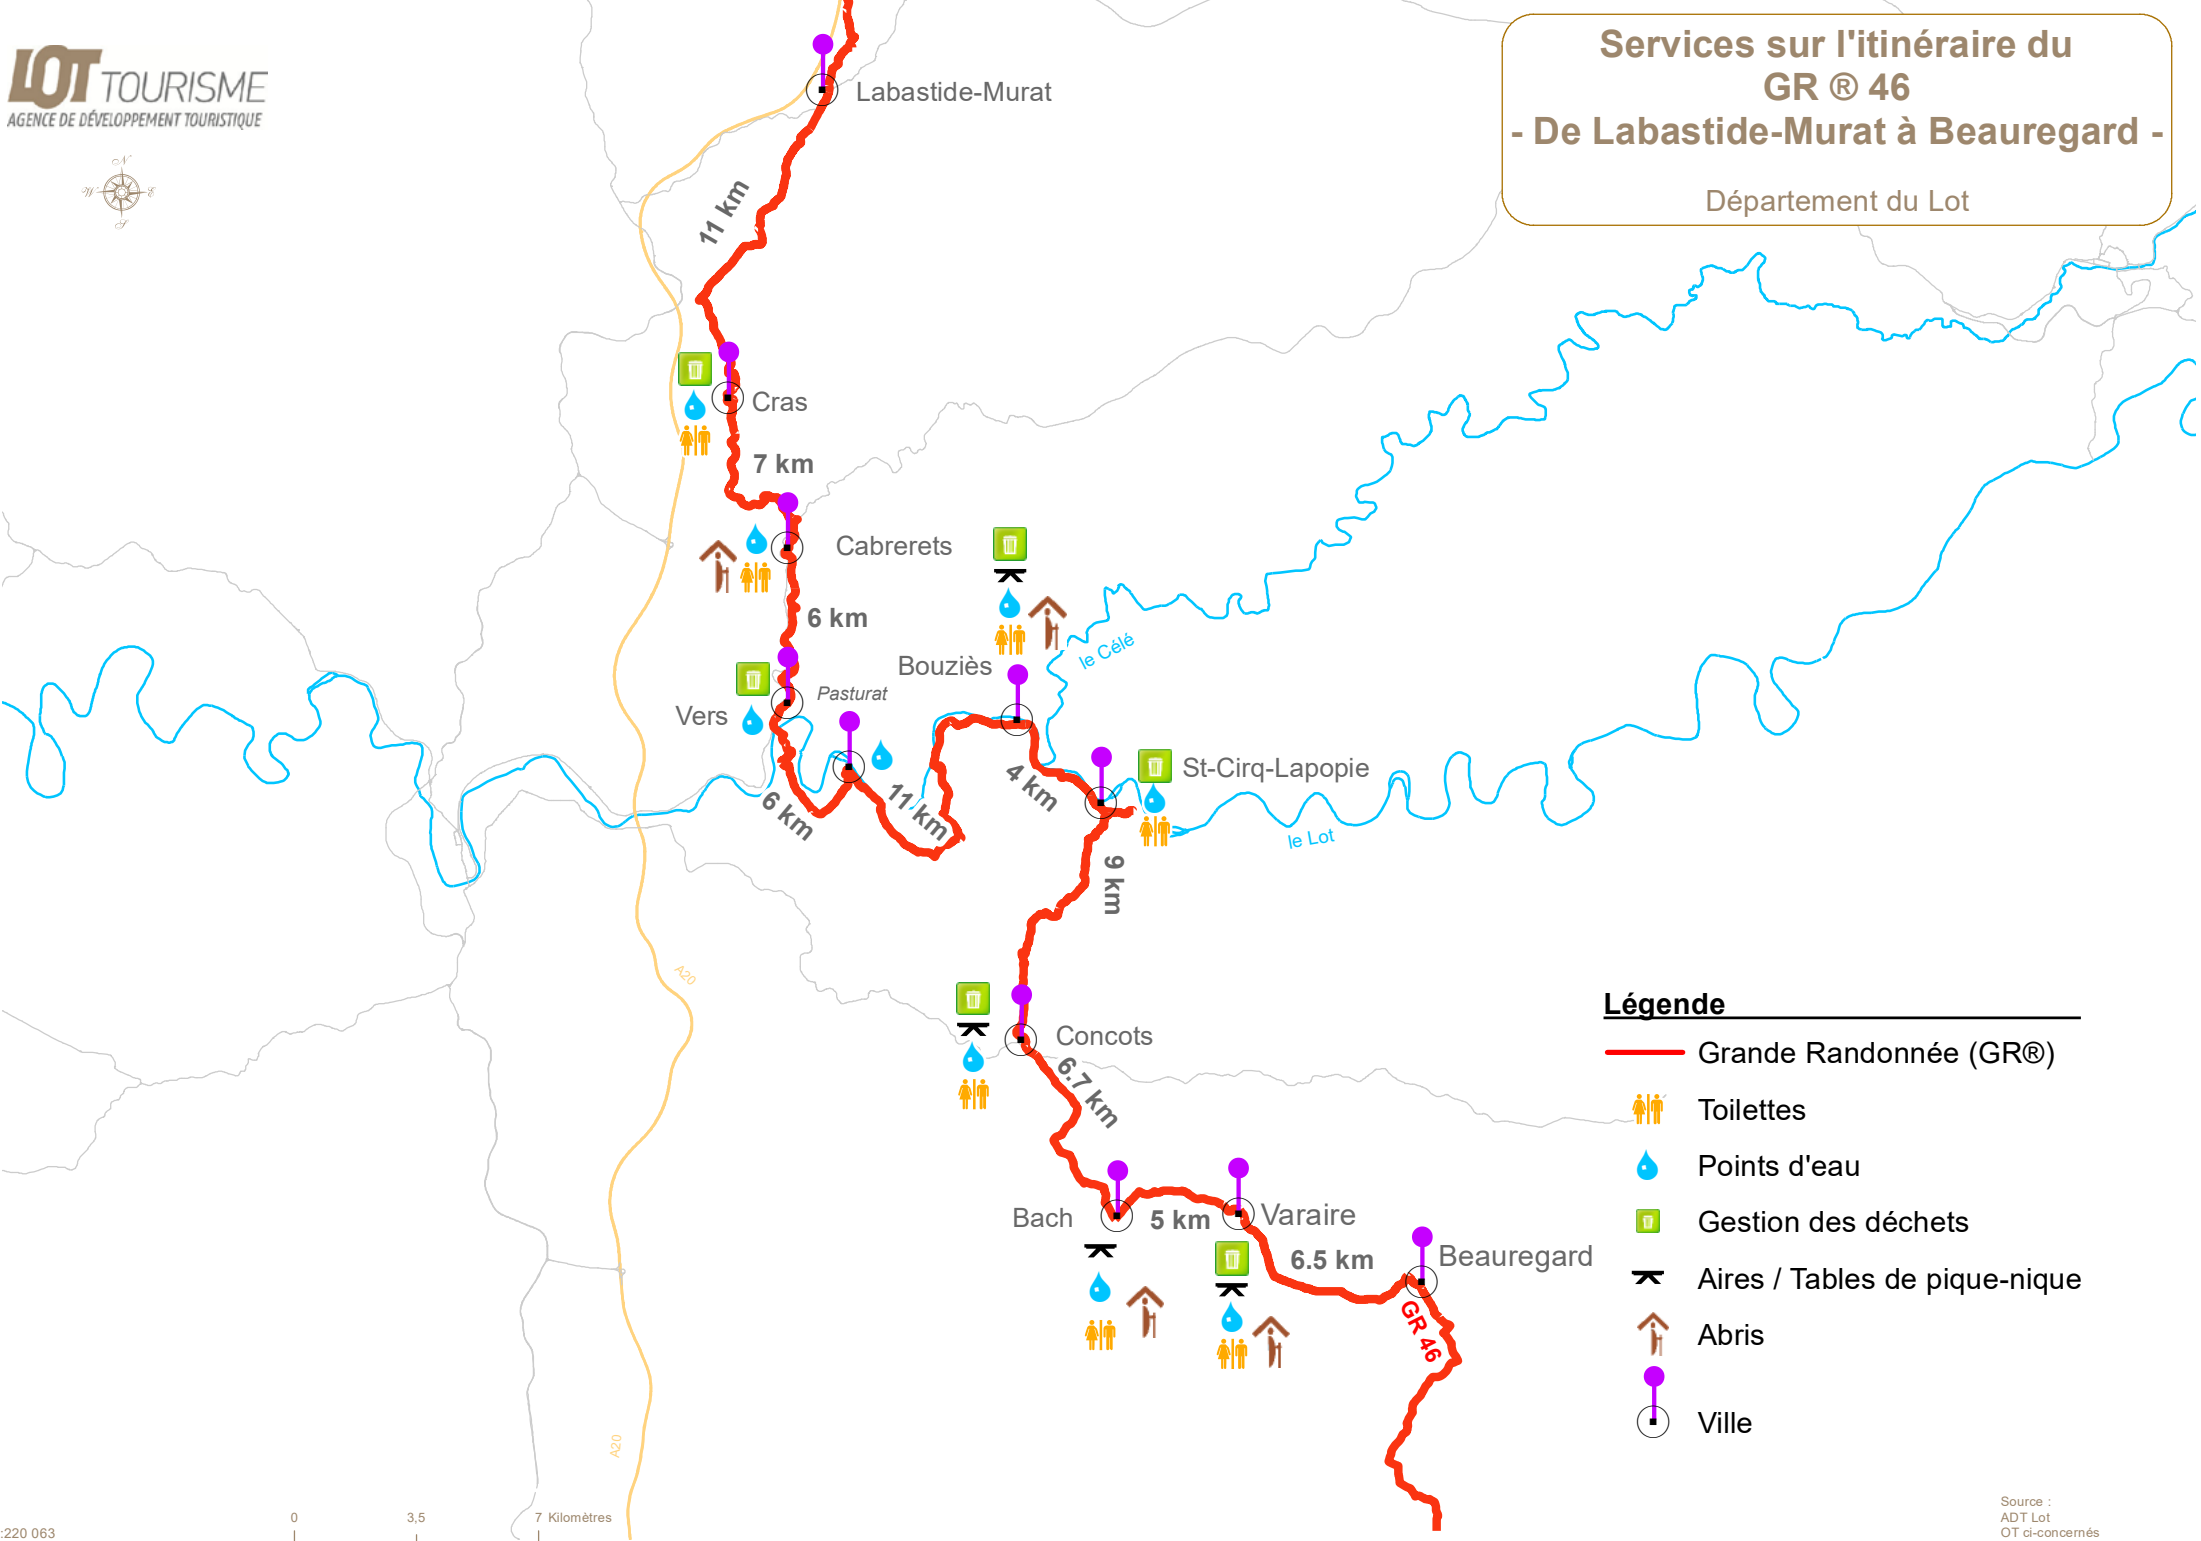 LOT TOURISME
AGENCE DE DÉVELOPPEMENT TOURISTIQUE
N
W
E
S
Services sur l'itinéraire du
GR ® 46
- De Labastide-Murat à Beauregard -
Département du Lot
Labastide-Murat
11 km
Cras
7 km
Cabrerets
6 km
Bouziès
le Célé
Pasturat
Vers
6 km
11 km
4 km
St-Cirq-Lapopie
le Lot
9 km
A20
Concots
6.7 km
Bach
5 km
Varaire
6.5 km
Beauregard
GR 46
A20
Légende
Grande Randonnée (GR®)
Toilettes
Points d'eau
Gestion des déchets
Aires / Tables de pique-nique
Abris
Ville
0
3,5
7 Kilomètres
:220 063
Source :
ADT Lot
OT ci-concernés